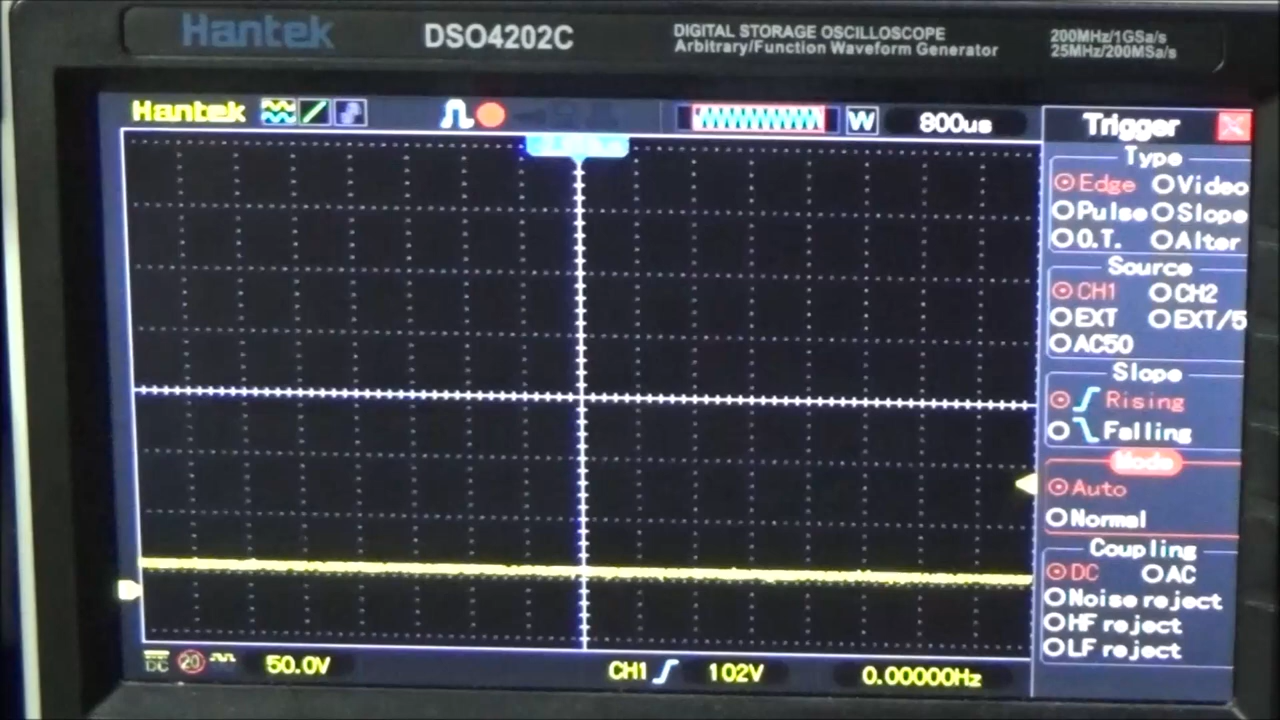 Hantek DSO4202C DIGITAL STORAGE OSCILLOSCOPE 200MHz/1GSa/s
Arbitrary/Function Waveform Generator 25MHz/200MSa/s
Hantek W 800us Trigger
Type
Edge Video
Pulse Slope
O.T. Alter
Source
CH1 CH2
EXT EXT/5
AC50
Slope
Rising
Falling
Mode
Auto
Normal
Coupling
DC AC
Noise reject
HF reject
LF reject
DC 20 50.0V CH1 102V 0.00000Hz